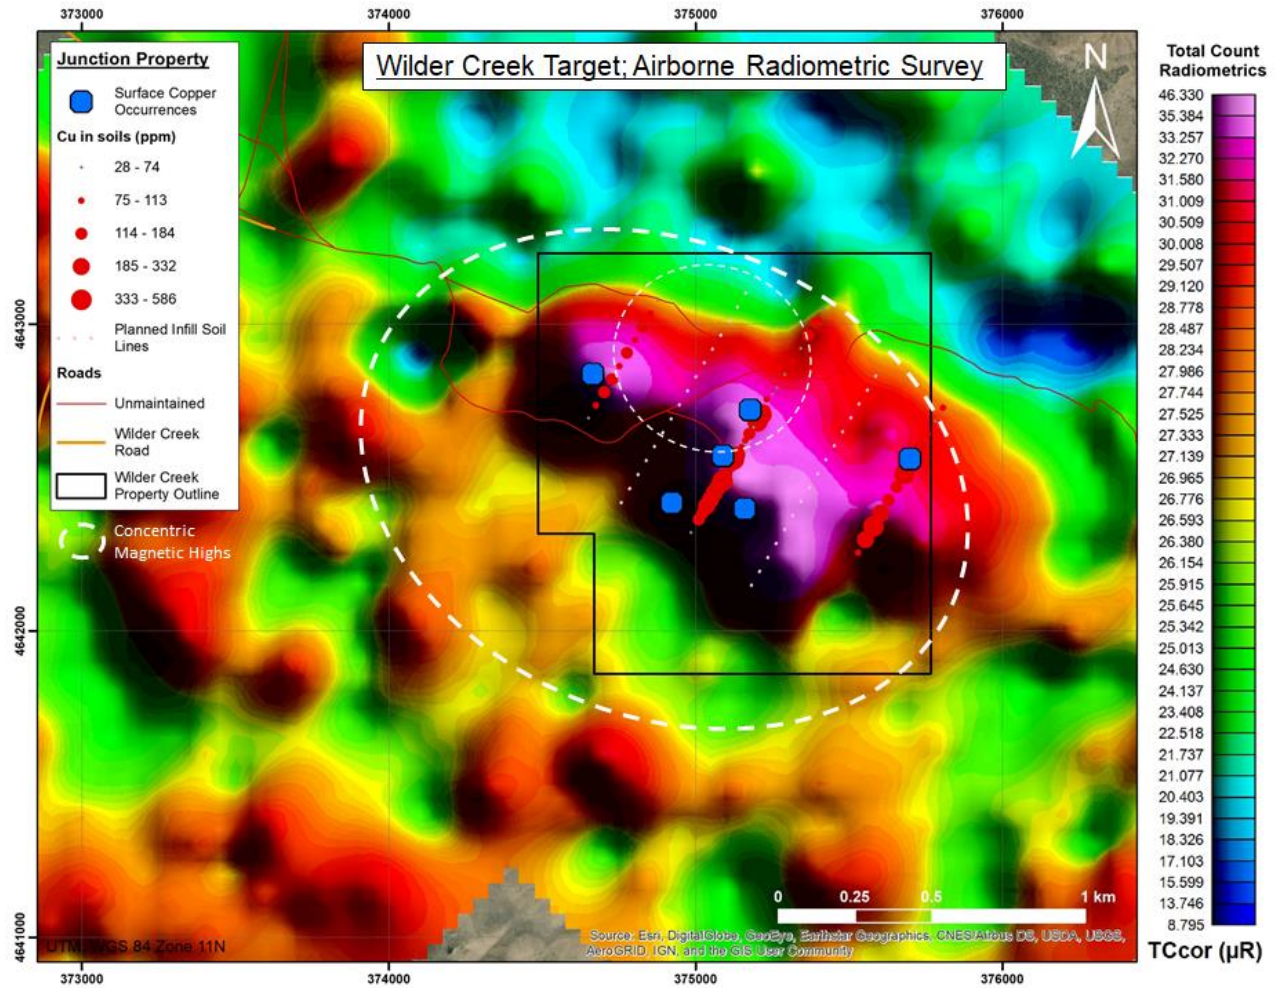 373000
374000
375000
376000
Wilder Creek Target; Airborne Radiometric Survey
N
Junction Property
Surface Copper
Occurrences
Cu in soils (ppm)
28 - 74
75 - 113
114 - 184
185 - 332
333 - 586
Planned Infill Soil
Lines
Roads
Unmaintained
Wilder Creek
Road
Wilder Creek
Property Outline
Concentric
Magnetic Highs
4643000
4642000
4641000
4643000
4642000
4641000
Total Count
Radiometrics
46.330
35.384
33.257
32.270
31.580
31.009
30.509
30.008
29.507
29.120
28.778
28.487
28.234
27.986
27.744
27.525
27.333
27.139
26.965
26.776
26.593
26.380
26.154
25.915
25.645
25.342
25.013
24.630
24.137
23.408
22.518
21.737
21.077
20.403
19.391
18.326
17.103
15.599
13.746
8.795
TCcor (µR)
0 0.25 0.5 1 km
Source: Esri, DigitalGlobe, GeoEye, Earthstar Geographics, CNES/Airbus DS, USDA, USGS,
AeroGRID, IGN, and the GIS User Community
UTM, WGS 84 Zone 11N
373000
374000
375000
376000